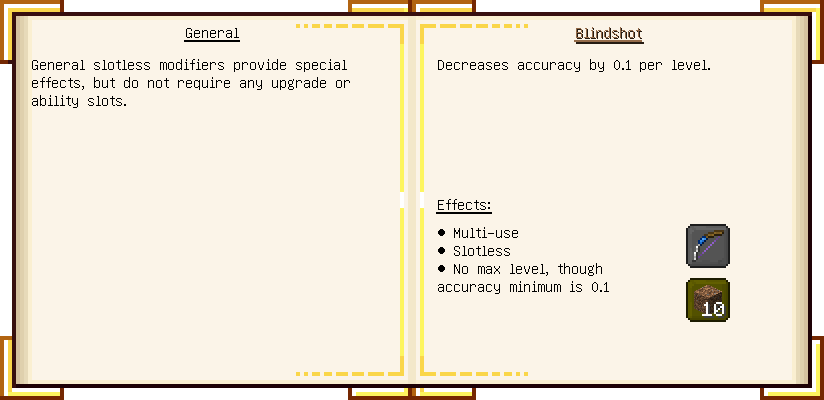 General
General slotless modifiers provide special
effects, but do not require any upgrade or
ability slots.
Blindshot
Decreases accuracy by 0.1 per level.
Effects:
● Multi-use
● Slotless
● No max level, though
accuracy minimum is 0.1
10